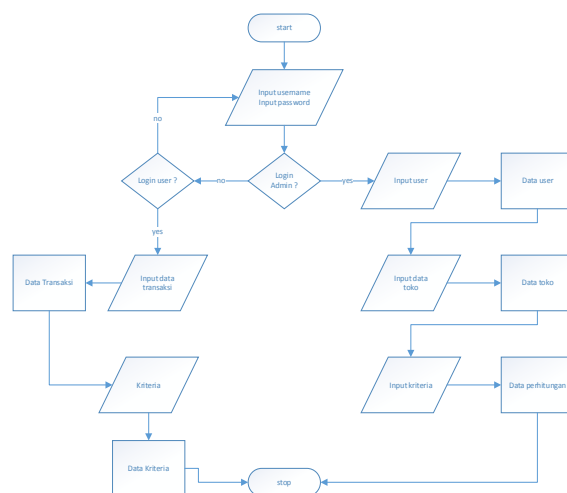 start
Input username
Input password
no
Login user ?
no
Login
Admin ?
yes
Input user
Data user
yes
Data Transaksi
Input data
transaksi
Input data
toko
Data toko
Kriteria
Input kriteria
Data perhitungan
Data Kriteria
stop